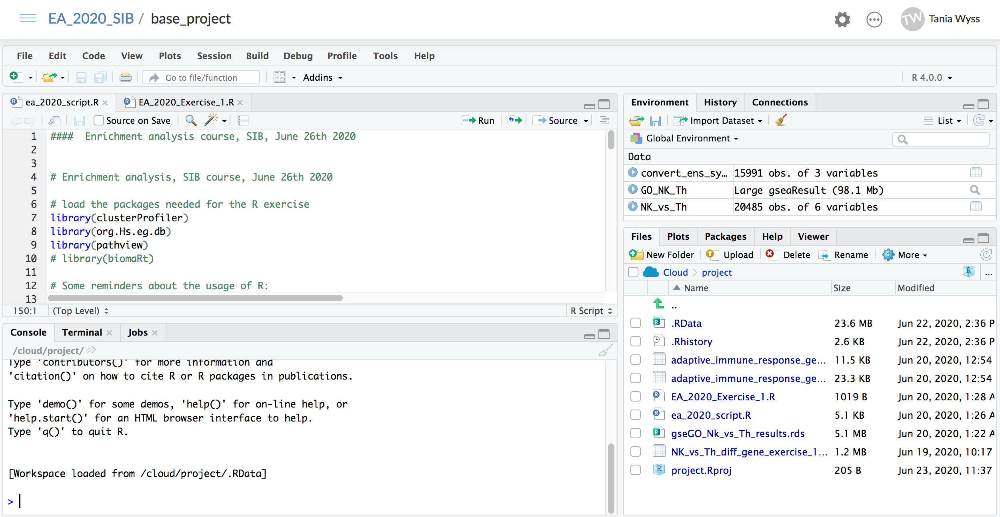 EA_2020_SIB / base_project
TW Tania Wyss
File Edit Code View Plots Session Build Debug Profile Tools Help
Go to file/function Addins R 4.0.0
ea_2020_script.R EA_2020_Exercise_1.R
Source on Save Run Source
1 #### Enrichment analysis course, SIB, June 26th 2020
2
3
4 # Enrichment analysis, SIB course, June 26th 2020
5
6 # load the packages needed for the R exercise
7 library(clusterProfiler)
8 library(org.Hs.eg.db)
9 library(pathview)
10 # library(biomaRt)
11
12 # Some reminders about the usage of R:
13
150:1 (Top Level) R Script
Console Terminal Jobs
/cloud/project/
Type 'contributors()' for more information and
'citation()' on how to cite R or R packages in publications.
Type 'demo()' for some demos, 'help()' for on-line help, or
'help.start()' for an HTML browser interface to help.
Type 'q()' to quit R.
[Workspace loaded from /cloud/project/.RData]
>
Environment History Connections
Import Dataset List
Global Environment
Data
convert_ens_sy… 15991 obs. of 3 variables
GO_NK_Th Large gseaResult (98.1 Mb)
NK_vs_Th 20485 obs. of 6 variables
Files Plots Packages Help Viewer
New Folder Upload Delete Rename More
Cloud project R ...
Name Size Modified
..
.RData 23.6 MB Jun 22, 2020, 2:36 P
.Rhistory 2.6 KB Jun 22, 2020, 2:36 P
adaptive_immune_response_ge... 11.5 KB Jun 20, 2020, 12:54
adaptive_immune_response_ge... 23.3 KB Jun 20, 2020, 12:54
EA_2020_Exercise_1.R 1019 B Jun 20, 2020, 1:28 A
ea_2020_script.R 5.1 KB Jun 20, 2020, 1:26 A
gseGO_Nk_vs_Th_results.rds 5.1 MB Jun 20, 2020, 1:22 A
NK_vs_Th_diff_gene_exercise_1... 1.2 MB Jun 19, 2020, 10:17
project.Rproj 205 B Jun 23, 2020, 11:37